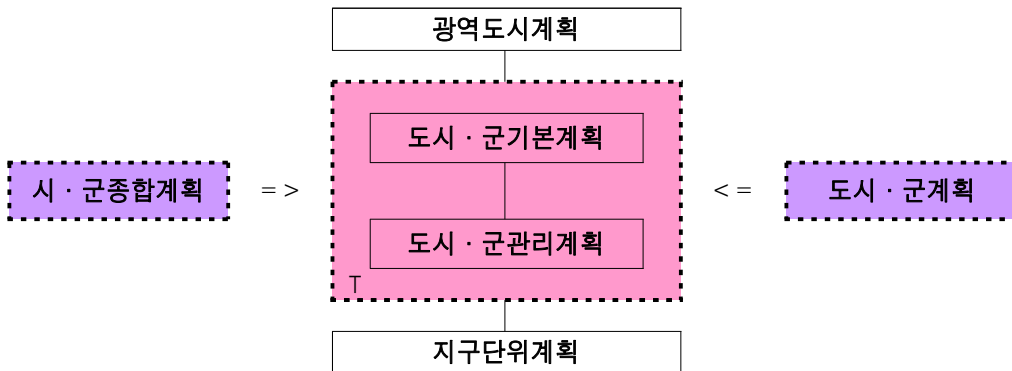 광역도시계획
도시 · 군기본계획
시 · 군종합계획
=>
<=
도시 · 군계획
도시 · 군관리계획
T
지구단위계획